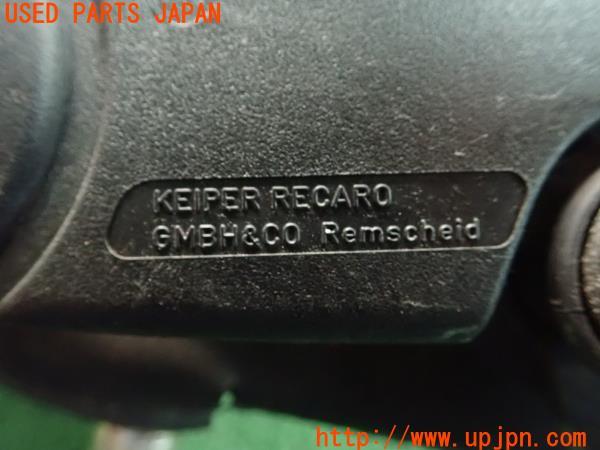 USED PARTS JAPAN
KEIPER RECARO
GMBH&CO Remscheid
http://www.upjpn.com/